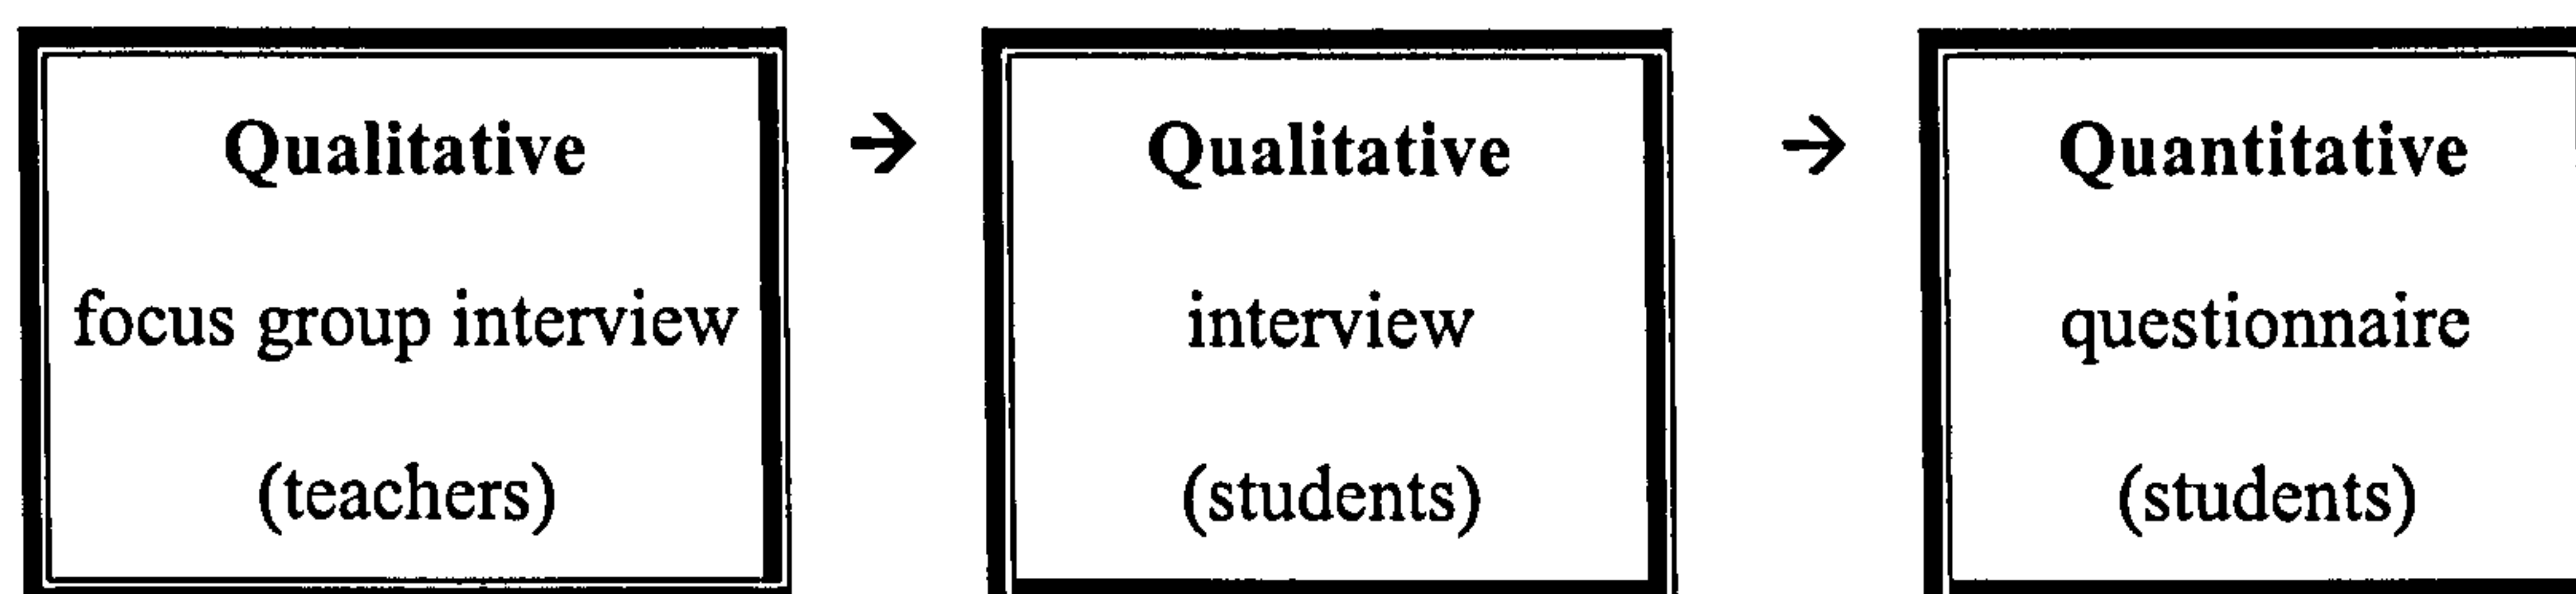 Qualitative
focus group interview
(teachers)
→
Qualitative
interview
(students)
→
Quantitative
questionnaire
(students)